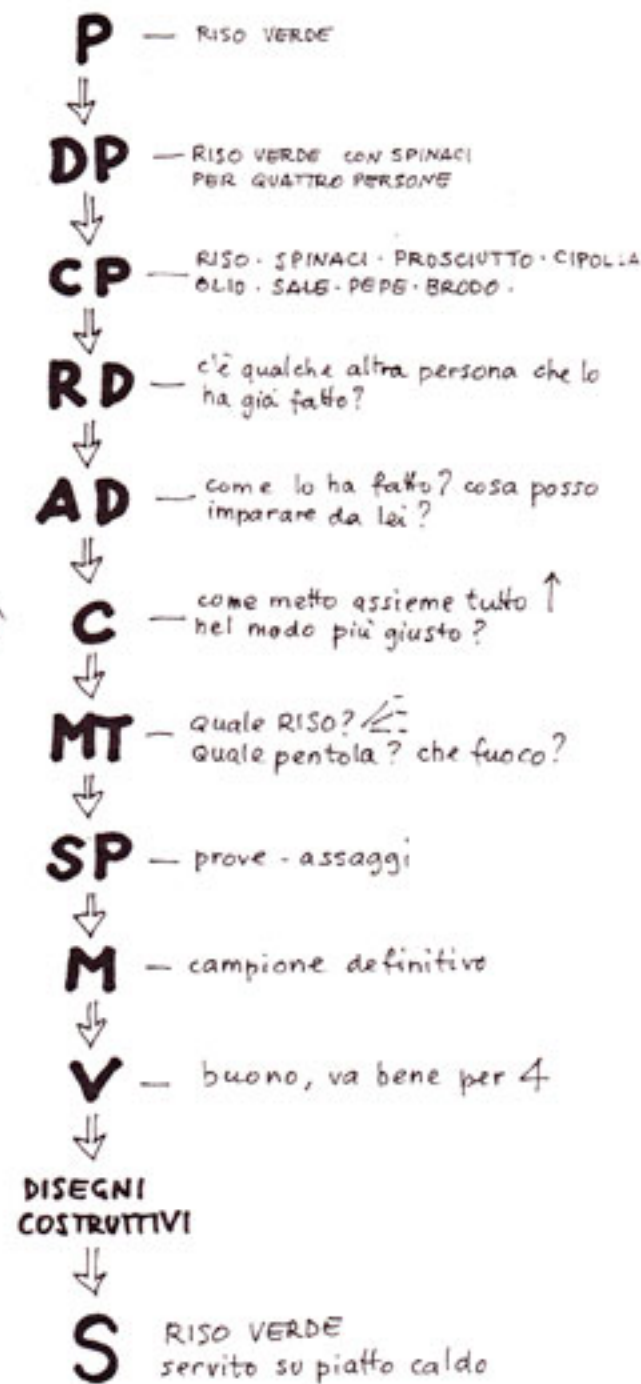 P — RISO VERDE
DP — RISO VERDE CON SPINACI
PER QUATTRO PERSONE
CP — RISO · SPINACI · PROSCIUTTO · CIPOLLA
OLIO · SALE · PEPE · BRODO.
RD — c'è qualche altra persona che lo
ha già fatto?
AD — come lo ha fatto? cosa posso
imparare da lei?
C — come metto assieme tutto ↑
nel modo più giusto?
MT — quale RISO?
quale pentola? che fuoco?
SP — prove - assaggi
M — campione definitivo
V — buono, va bene per 4
DISEGNI
COSTRUTTIVI
S RISO VERDE
servito su piatto caldo